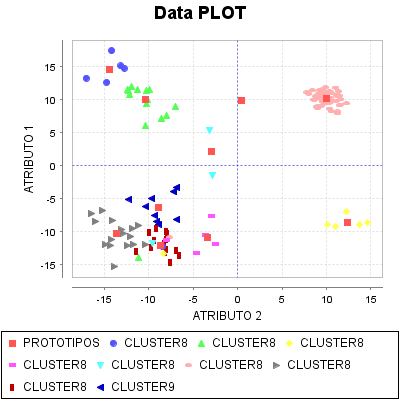 Data PLOT
ATRIBUTO 1
15
10
5
0
-5
-10
-15
-15 -10 -5 0 5 10 15
ATRIBUTO 2
PROTOTIPOS CLUSTER8 CLUSTER8 CLUSTER8
CLUSTER8 CLUSTER8 CLUSTER8 CLUSTER8
CLUSTER8 CLUSTER9